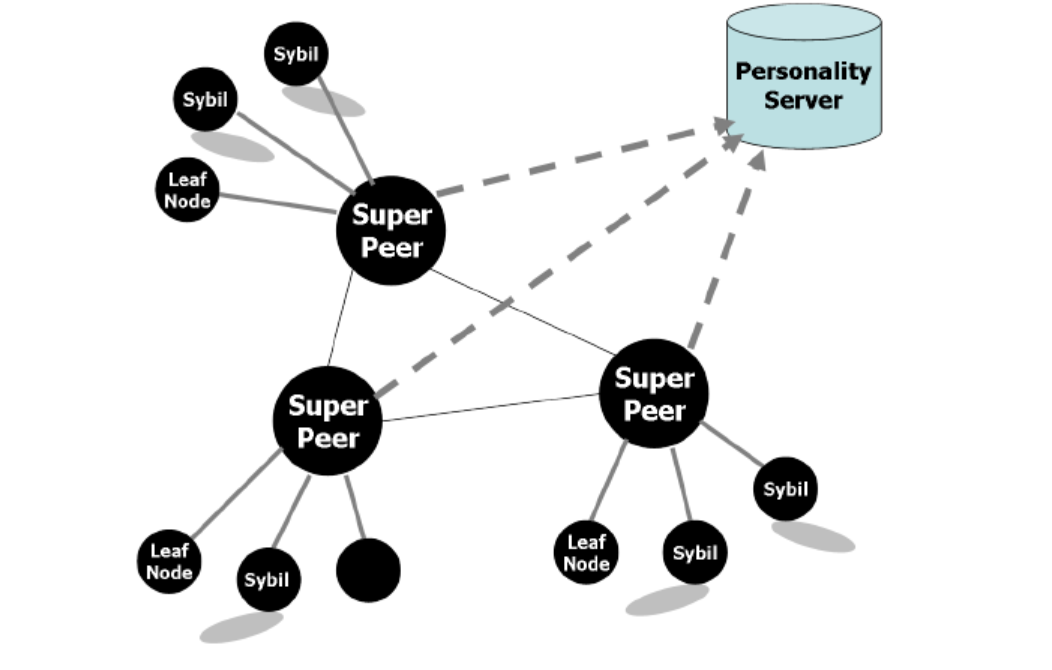 Sybil
Personality
Server
Sybil
Leaf
Node
Super
Peer
Super
Peer
Super
Peer
Sybil
Leaf
Node
Sybil
Leaf
Node
Sybil